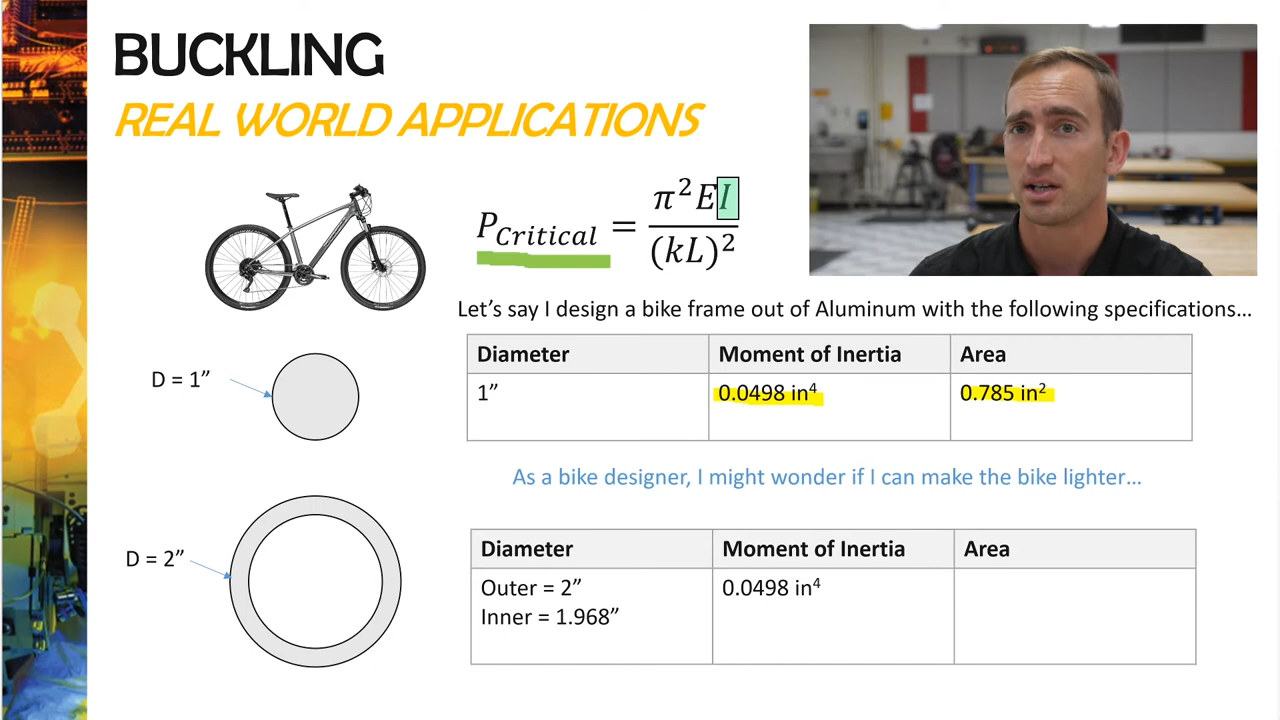 BUCKLING
REAL WORLD APPLICATIONS
P_Critical = π²EI / (kL)²
Let’s say I design a bike frame out of Aluminum with the following specifications…
D = 1”
Diameter Moment of Inertia Area
1” 0.0498 in⁴ 0.785 in²
As a bike designer, I might wonder if I can make the bike lighter…
D = 2”
Diameter Moment of Inertia Area
Outer = 2” 0.0498 in⁴
Inner = 1.968”